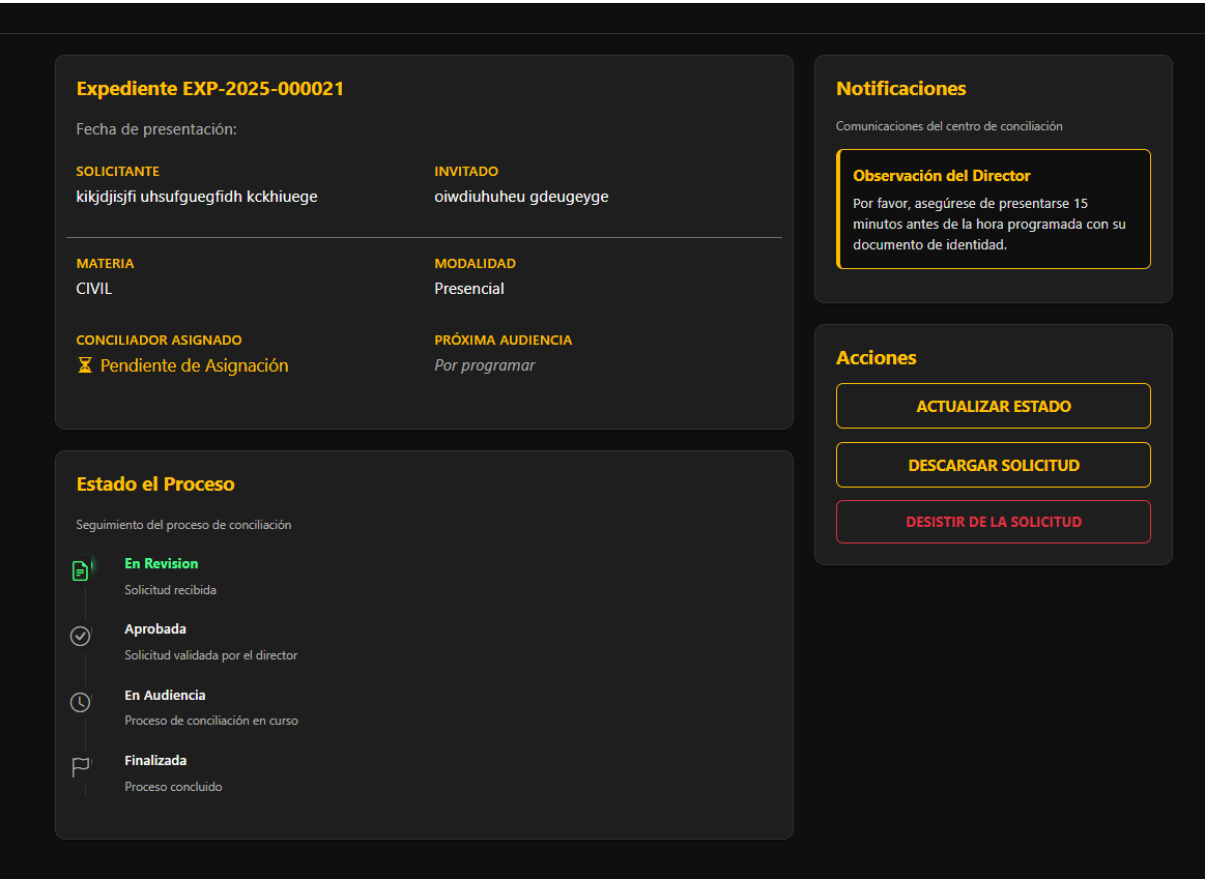 Expediente EXP-2025-000021
Fecha de presentación:
SOLICITANTE
kikjdjisjfi uhsufguegfidh kckhiuege
INVITADO
oiwdiuhuheu gdeugeyge
MATERIA
CIVIL
MODALIDAD
Presencial
CONCILIADOR ASIGNADO
Pendiente de Asignación
PRÓXIMA AUDIENCIA
Por programar
Estado el Proceso
Seguimiento del proceso de conciliación
En Revision
Solicitud recibida
Aprobada
Solicitud validada por el director
En Audiencia
Proceso de conciliación en curso
Finalizada
Proceso concluido
Notificaciones
Comunicaciones del centro de conciliación
Observación del Director
Por favor, asegúrese de presentarse 15
minutos antes de la hora programada con su
documento de identidad.
Acciones
ACTUALIZAR ESTADO
DESCARGAR SOLICITUD
DESISTIR DE LA SOLICITUD